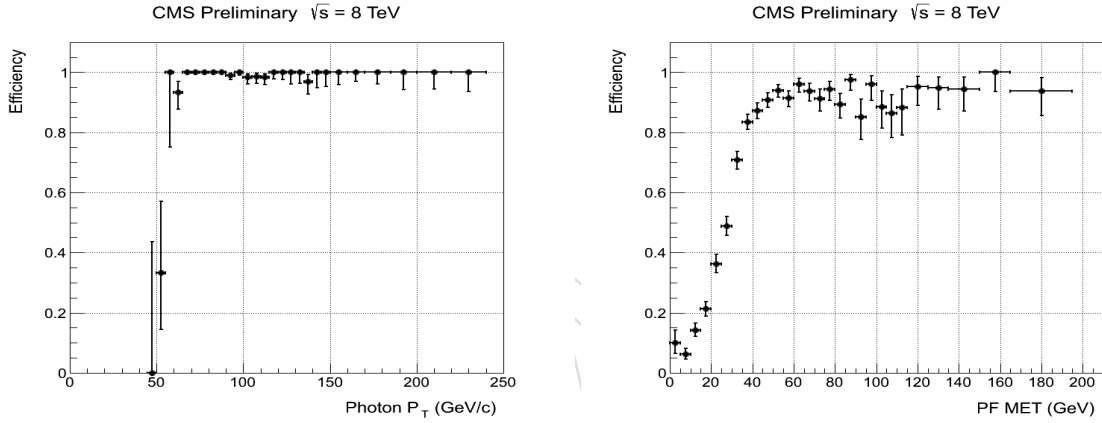 CMS Preliminary √s = 8 TeV
Efficiency
1
0.8
0.6
0.4
0.2
0
0 50 100 150 200 250
Photon P_T (GeV/c)
CMS Preliminary √s = 8 TeV
Efficiency
1
0.8
0.6
0.4
0.2
0
0 20 40 60 80 100 120 140 160 180 200
PF MET (GeV)